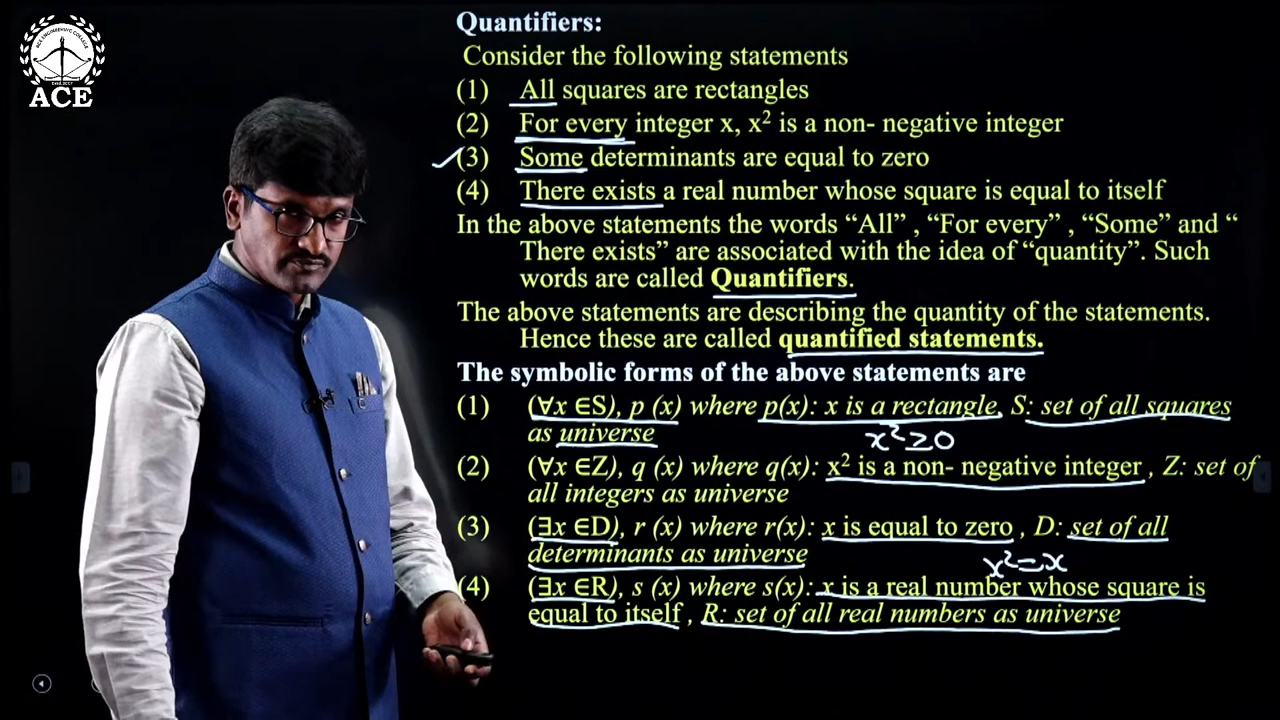 ACE ENGINEERING COLLEGE
ACE
Quantifiers:
Consider the following statements
(1) All squares are rectangles
(2) For every integer x, x² is a non- negative integer
(3) Some determinants are equal to zero
(4) There exists a real number whose square is equal to itself
In the above statements the words “All” , “For every” , “Some” and “
There exists” are associated with the idea of “quantity”. Such
words are called Quantifiers.
The above statements are describing the quantity of the statements.
Hence these are called quantified statements.
The symbolic forms of the above statements are
(1) (∀x ∈S), p (x) where p(x): x is a rectangle, S: set of all squares
as universe
x² ≥ 0
(2) (∀x ∈Z), q (x) where q(x): x² is a non- negative integer , Z: set of
all integers as universe
(3) (∃x ∈D), r (x) where r(x): x is equal to zero , D: set of all
determinants as universe
x² = x
(4) (∃x ∈R), s (x) where s(x): x is a real number whose square is
equal to itself , R: set of all real numbers as universe